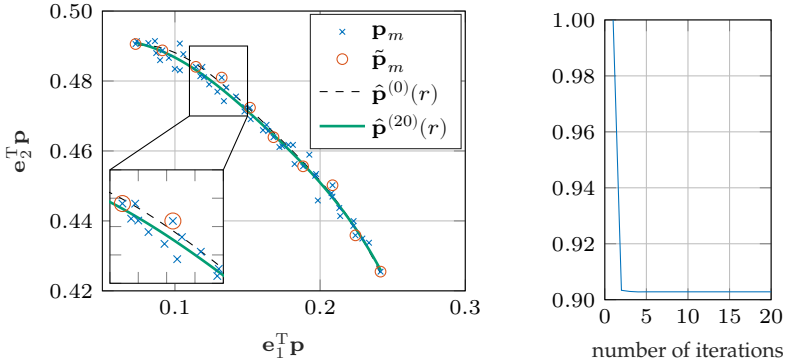 0.50
0.48
0.46
0.44
0.42
0.1
0.2
0.3
e₂ᵀp
e₁ᵀp
pₘ
p̃ₘ
p̂⁽⁰⁾(r)
p̂⁽²⁰⁾(r)
1.00
0.98
0.96
0.94
0.92
0.90
0 5 10 15 20
number of iterations